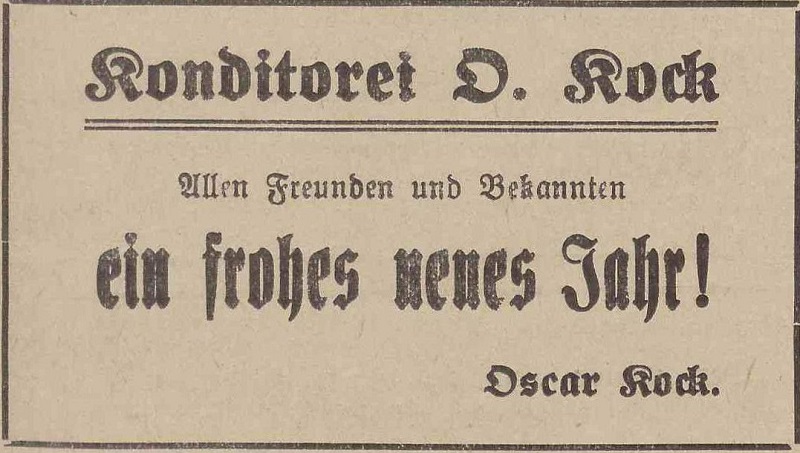 Konditorei O. Kock
Allen Freunden und Bekannten
ein frohes neues Jahr!
Oscar Kock.